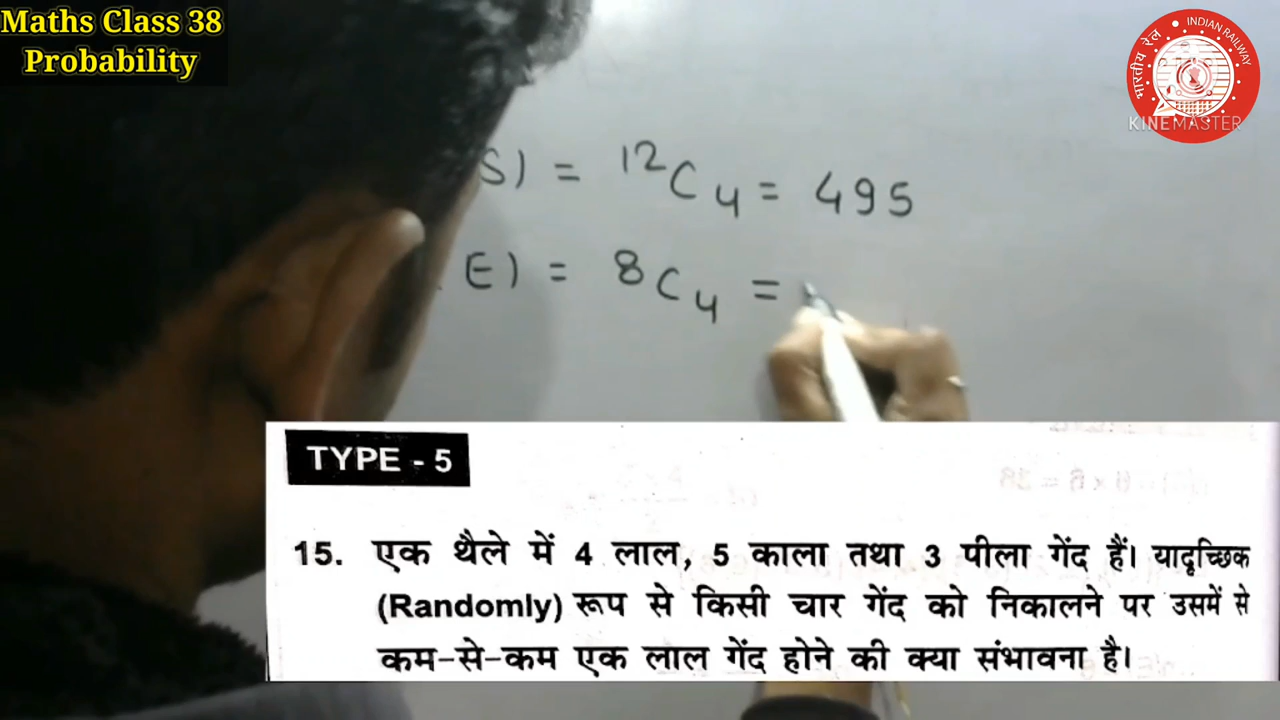 Maths Class 38
Probability
भारतीय रेल INDIAN RAILWAY
KINEMASTER
S) = ¹²C₄ = 495
E) = ⁸C₄ =
TYPE - 5
15. एक थैले में 4 लाल, 5 काला तथा 3 पीला गेंद हैं। यादृच्छिक
(Randomly) रूप से किसी चार गेंद को निकालने पर उसमें से
कम-से-कम एक लाल गेंद होने की क्या संभावना है।